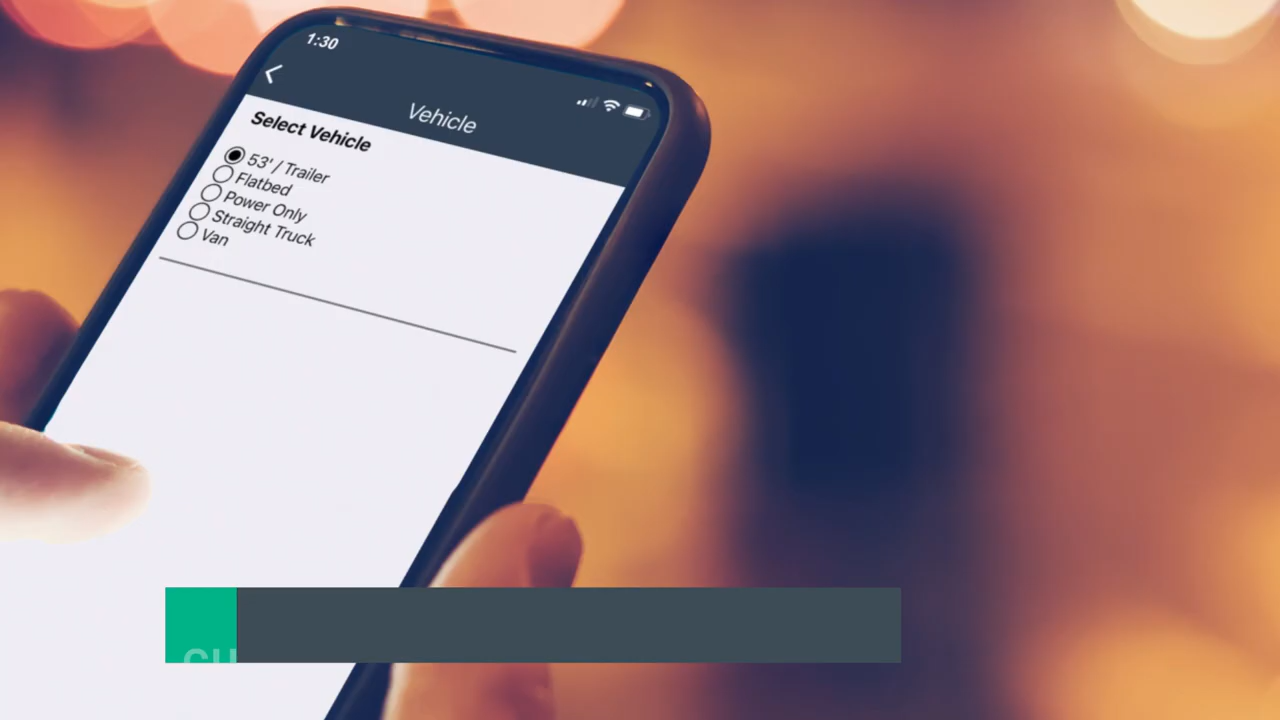 1:30
Vehicle
Select Vehicle
53' / Trailer
Flatbed
Power Only
Straight Truck
Van